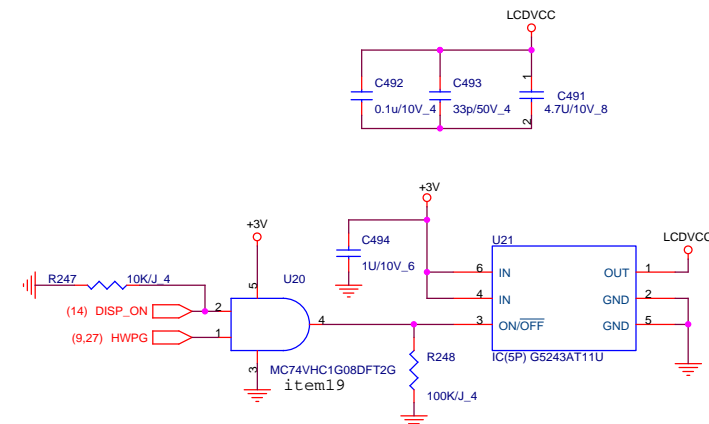 LCDVCC
C492
0.1u/10V_4
C493
33p/50V_4
1
C491
4.7U/10V_8
2
+3V
C494
1U/10V_6
+3V
U21
LCDVCC
6 IN
OUT 1
4 IN
GND 2
3 ON/OFF
GND 5
IC(5P) G5243AT11U
R247
10K/J_4
5
U20
(14) DISP_ON
2
4
(9,27) HWPG
1
3
MC74VHC1G08DFT2G
item19
R248
100K/J_4